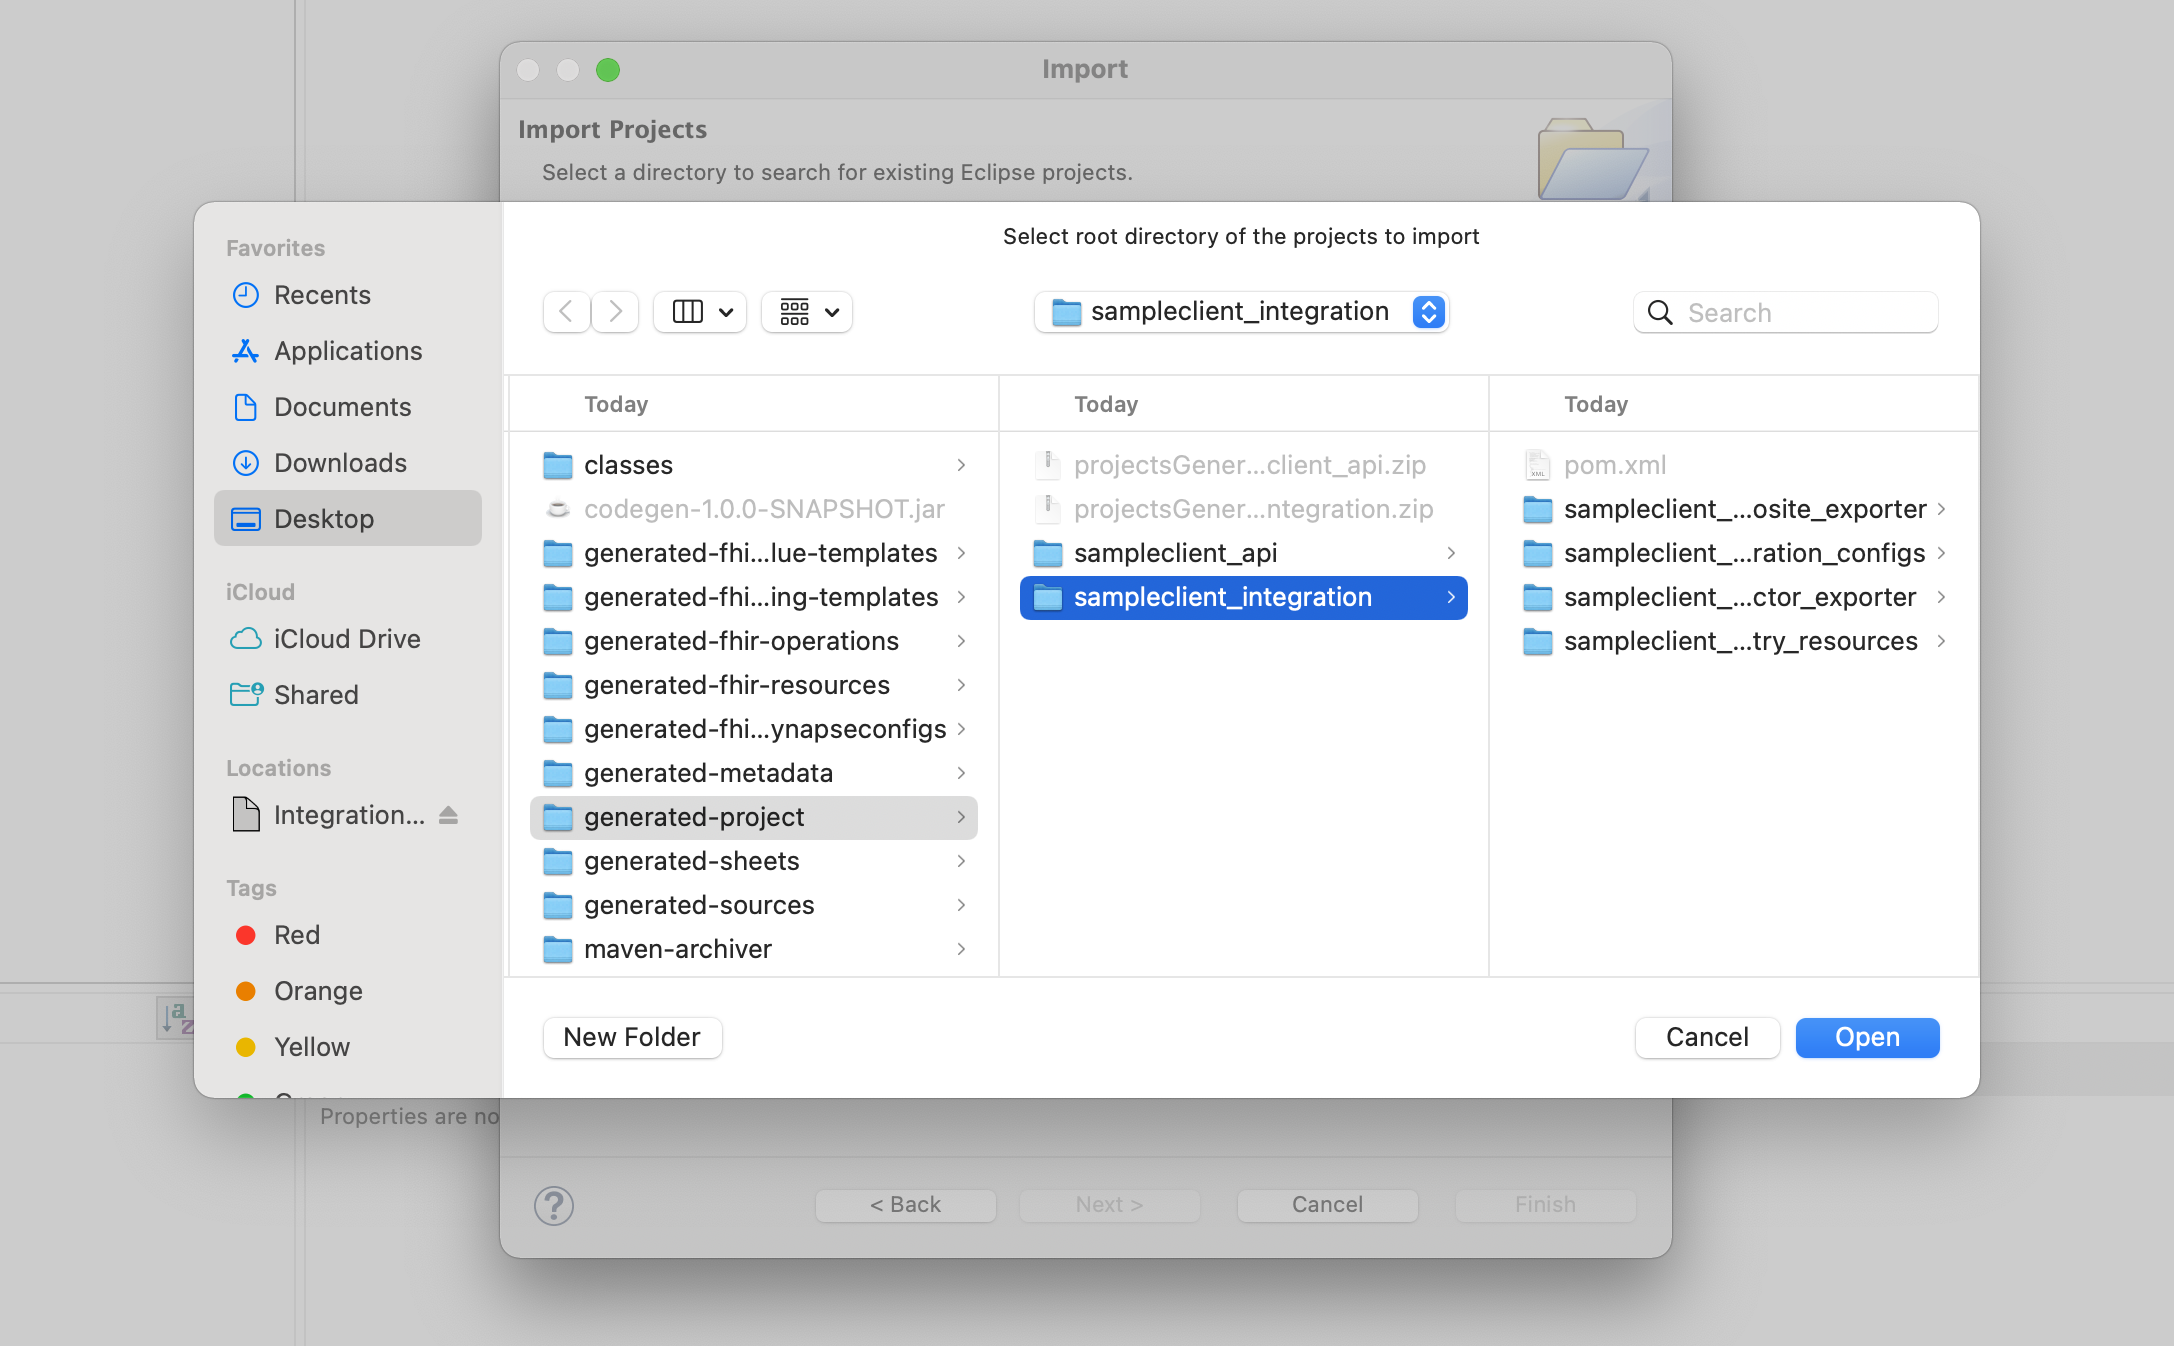 Import
Import Projects
Select a directory to search for existing Eclipse projects.
Select root directory of the projects to import
Favorites
Recents
Applications
Documents
Downloads
Desktop
iCloud
iCloud Drive
Shared
Locations
Integration...
Tags
Red
Orange
Yellow
sampleclient_integration
Search
Today
classes
codegen-1.0.0-SNAPSHOT.jar
generated-fhi...lue-templates
generated-fhi...ing-templates
generated-fhir-operations
generated-fhir-resources
generated-fhi...ynapseconfigs
generated-metadata
generated-project
generated-sheets
generated-sources
maven-archiver
Today
projectsGener...client_api.zip
projectsGener...ntegration.zip
sampleclient_api
sampleclient_integration
Today
pom.xml
sampleclient_...osite_exporter
sampleclient_...ration_configs
sampleclient_...ctor_exporter
sampleclient_...try_resources
New Folder
Cancel
Open
Properties are no
< Back
Next >
Cancel
Finish